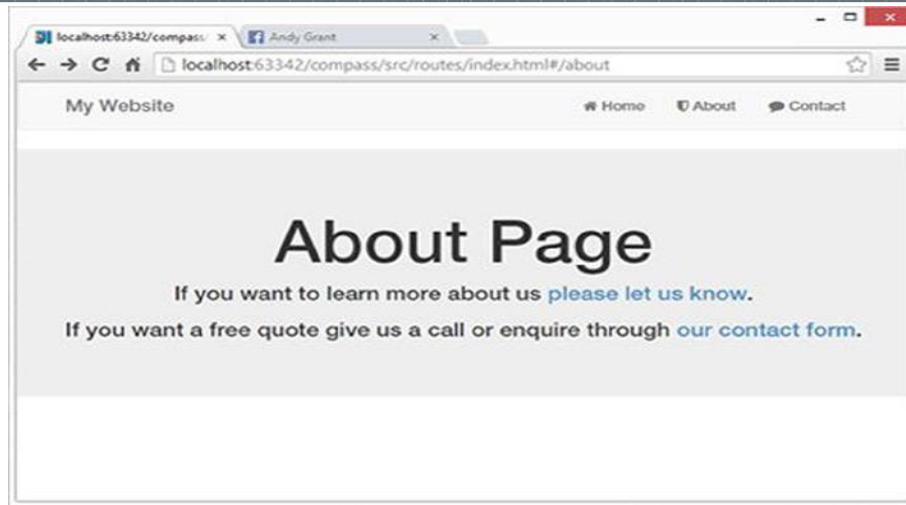 localhost:63342/compass/
Andy Grant
localhost:63342/compass/src/routes/index.html#/about
My Website
Home About Contact
About Page
If you want to learn more about us please let us know.
If you want a free quote give us a call or enquire through our contact form.